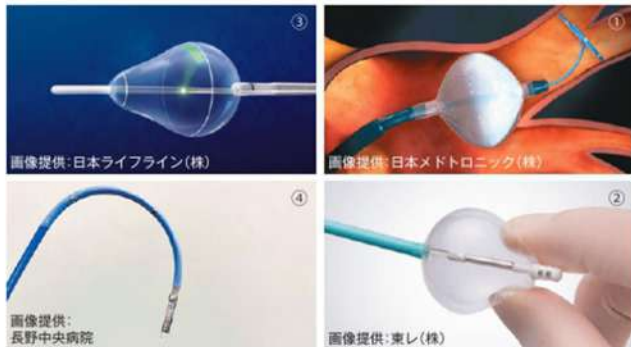 ③
画像提供:日本ライフライン(株)
①
画像提供:日本メドトロニック(株)
④
画像提供:
長野中央病院
②
画像提供:東レ(株)